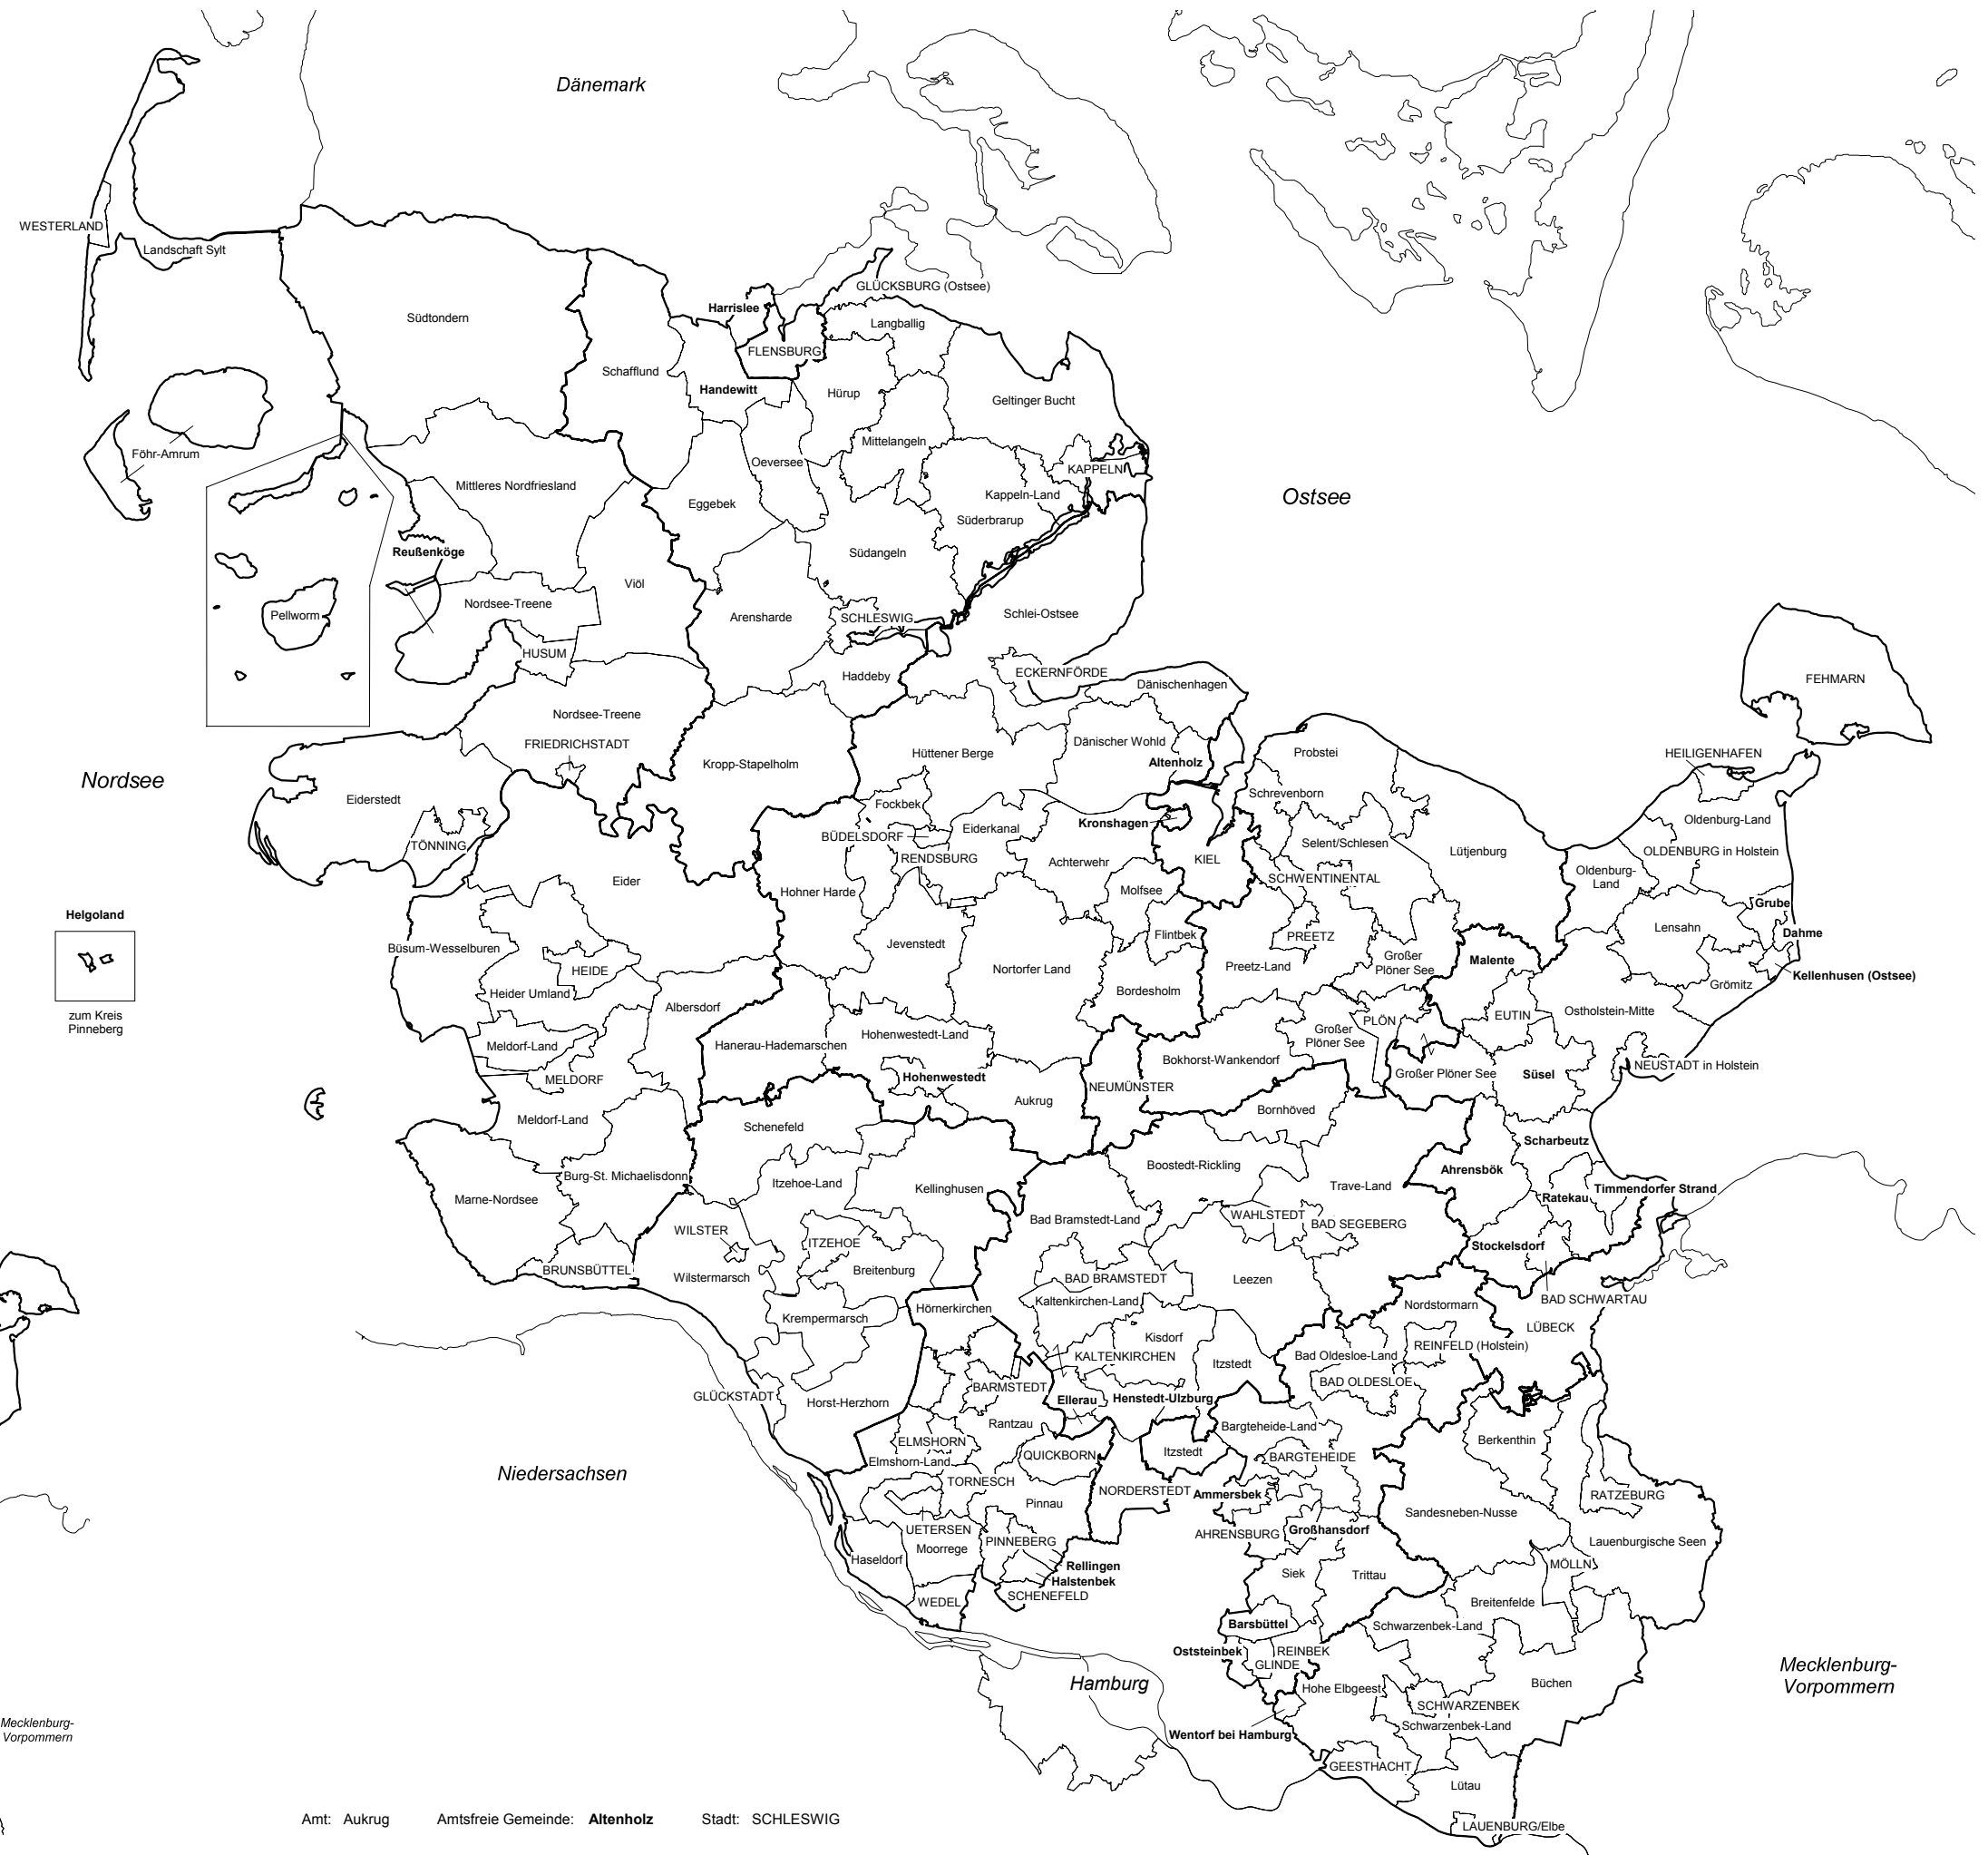 Dänemark
WESTERLAND
Landschaft Sylt
GLÜCKSBURG (Ostsee)
Harrislee
Südtondern
Langballig
FLENSBURG
Schafflund
Handewitt
Hürup
Geltinger Bucht
Mittelangeln
Föhr-Amrum
Oeversee
KAPPELN
Mittleres Nordfriesland
Kappeln-Land
Ostsee
Eggebek
Süderbrarup
Reußenköge
Südangeln
Viöl
Nordsee-Treene
Pellworm
Arensharde
SCHLESWIG
Schlei-Ostsee
HUSUM
Haddeby
ECKERNFÖRDE
FEHMARN
Dänischenhagen
Nordsee-Treene
FRIEDRICHSTADT
Dänischer Wohld
Hüttener Berge
Probstei
HEILIGENHAFEN
Kropp-Stapelholm
Altenholz
Nordsee
Eiderstedt
Schrevenborn
Fockbek
Oldenburg-Land
Kronshagen
Eiderkanal
BÜDELSDORF
TÖNNING
Selent/Schlesen
Lütjenburg
OLDENBURG in Holstein
RENDSBURG
KIEL
Achterwehr
Oldenburg-
Land
SCHWENTINENTAL
Eider
Hohner Harde
Molfsee
Grube
Helgoland
Lensahn
Dahme
Flintbek
PREETZ
Jevenstedt
Büsum-Wesselburen
Großer
Plöner See
Malente
Preetz-Land
Nortorfer Land
HEIDE
Kellenhusen (Ostsee)
Grömitz
Bordesholm
Heider Umland
Albersdorf
Ostholstein-Mitte
zum Kreis
Pinneberg
EUTIN
PLÖN
Großer
Plöner See
Hohenwestedt-Land
Meldorf-Land
Hanerau-Hademarschen
Bokhorst-Wankendorf
NEUSTADT in Holstein
Großer Plöner See
Süsel
Hohenwestedt
MELDORF
NEUMÜNSTER
Aukrug
Bornhöved
Meldorf-Land
Schenefeld
Scharbeutz
Boostedt-Rickling
Ahrensbök
Burg-St. Michaelisdonn
Itzehoe-Land
Trave-Land
Kellinghusen
Timmendorfer Strand
Marne-Nordsee
Ratekau
Bad Bramstedt-Land
WAHLSTEDT
BAD SEGEBERG
WILSTER
ITZEHOE
Stockelsdorf
BRUNSBÜTTEL
Breitenburg
Wilstermarsch
BAD BRAMSTEDT
Leezen
BAD SCHWARTAU
Kaltenkirchen-Land
Nordstormarn
Hörnerkirchen
Krempermarsch
LÜBECK
Kisdorf
REINFELD (Holstein)
KALTENKIRCHEN
Bad Oldesloe-Land
Itzstedt
BAD OLDESLOE
BARMSTEDT
GLÜCKSTADT
Ellerau
Henstedt-Ulzburg
Horst-Herzhorn
Rantzau
Bargteheide-Land
ELMSHORN
Berkenthin
Itzstedt
QUICKBORN
BARGTEHEIDE
Elmshorn-Land
Niedersachsen
TORNESCH
NORDERSTEDT
Ammersbek
RATZEBURG
Pinnau
Sandesneben-Nusse
UETERSEN
Großhansdorf
AHRENSBURG
PINNEBERG
Lauenburgische Seen
Moorrege
Haseldorf
Rellingen
MÖLLN
Siek
Trittau
Halstenbek
SCHENEFELD
WEDEL
Breitenfelde
Barsbüttel
Schwarzenbek-Land
Oststeinbek
REINBEK
GLINDE
Mecklenburg-
Vorpommern
Hamburg
Büchen
Hohe Elbgeest
SCHWARZENBEK
Mecklenburg-
Vorpommern
Schwarzenbek-Land
Wentorf bei Hamburg
GEESTHACHT
Lütau
Amt: Aukrug Amtsfreie Gemeinde: Altenholz Stadt: SCHLESWIG
LAUENBURG/Elbe